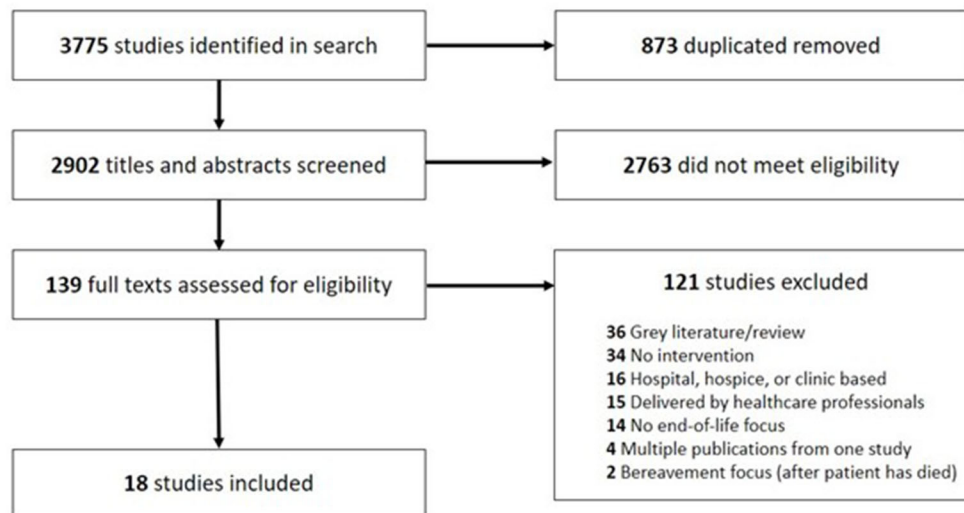 3775 studies identified in search
873 duplicated removed
2902 titles and abstracts screened
2763 did not meet eligibility
139 full texts assessed for eligibility
121 studies excluded
36 Grey literature/review
34 No intervention
16 Hospital, hospice, or clinic based
15 Delivered by healthcare professionals
14 No end-of-life focus
4 Multiple publications from one study
2 Bereavement focus (after patient has died)
18 studies included